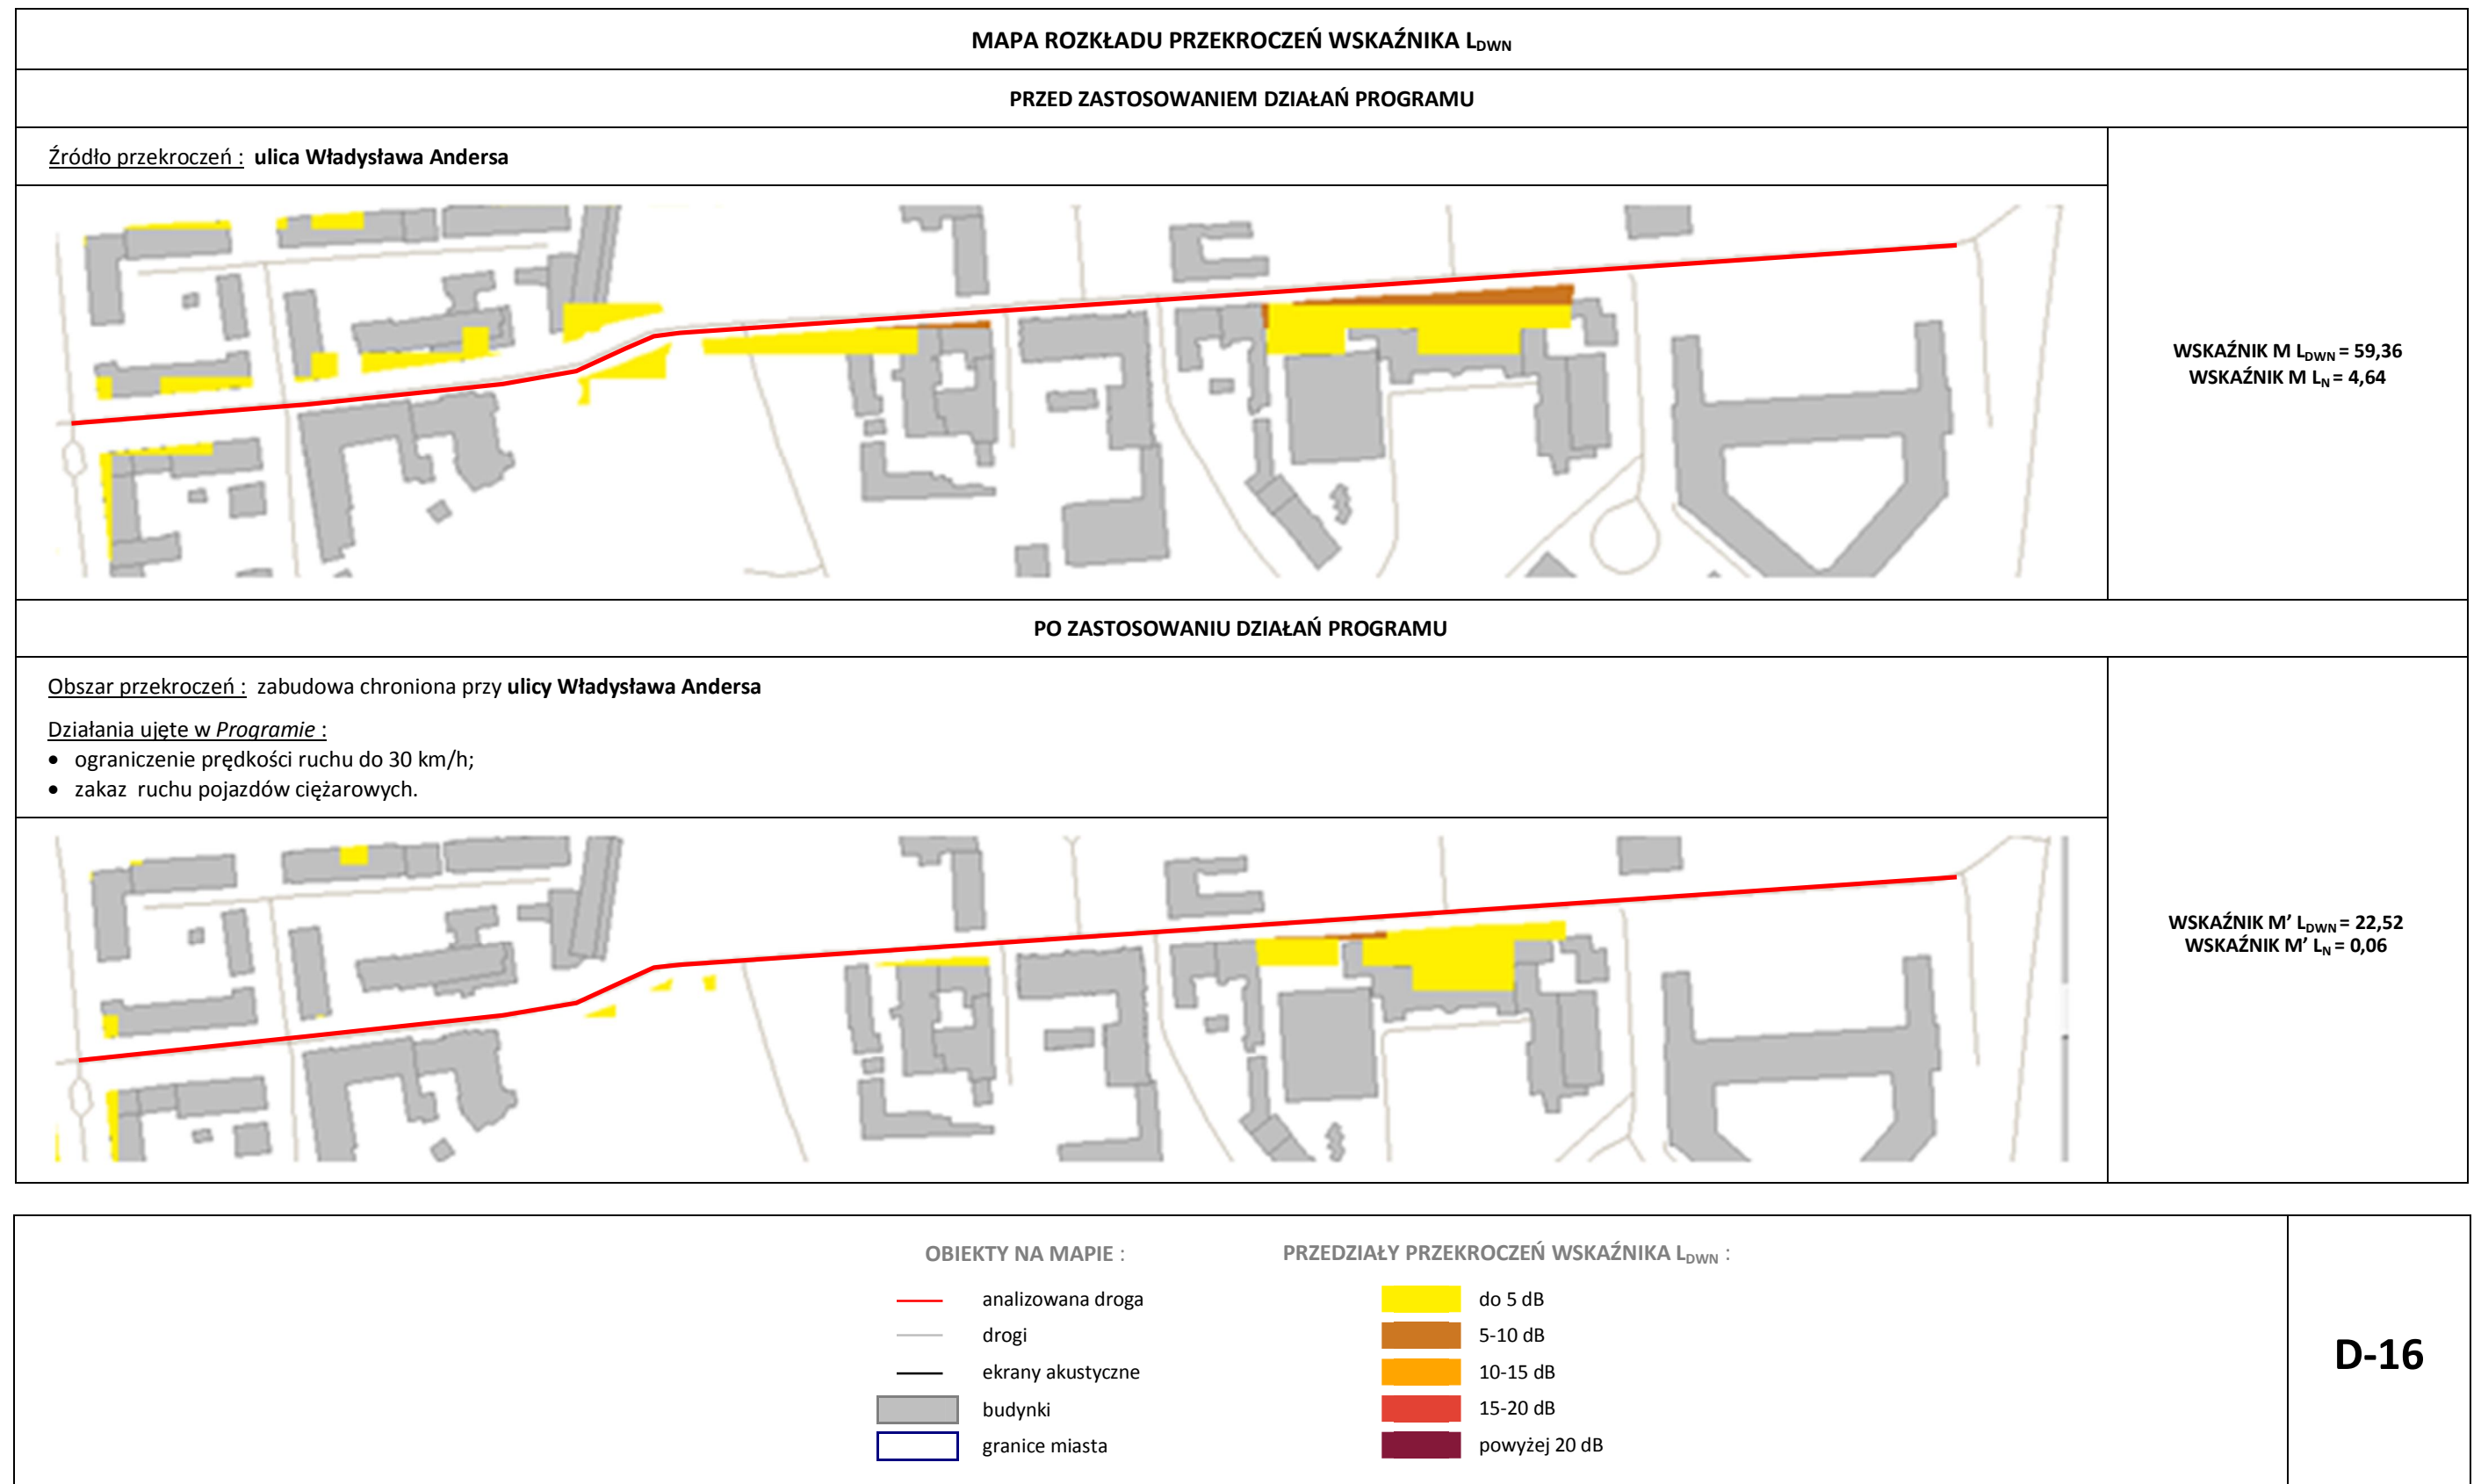 MAPA ROZKŁADU PRZEKROCZEŃ WSKAŹNIKA LDWN
PRZED ZASTOSOWANIEM DZIAŁAŃ PROGRAMU
Źródło przekroczeń : ulica Władysława Andersa
WSKAŹNIK M LDWN = 59,36
WSKAŹNIK M LN = 4,64
PO ZASTOSOWANIU DZIAŁAŃ PROGRAMU
Obszar przekroczeń : zabudowa chroniona przy ulicy Władysława Andersa
Działania ujęte w Programie :
• ograniczenie prędkości ruchu do 30 km/h;
• zakaz ruchu pojazdów ciężarowych.
WSKAŹNIK M’ LDWN = 22,52
WSKAŹNIK M’ LN = 0,06
OBIEKTY NA MAPIE :
analizowana droga
drogi
ekrany akustyczne
budynki
granice miasta
PRZEDZIAŁY PRZEKROCZEŃ WSKAŹNIKA LDWN :
do 5 dB
5-10 dB
10-15 dB
15-20 dB
powyżej 20 dB
D-16